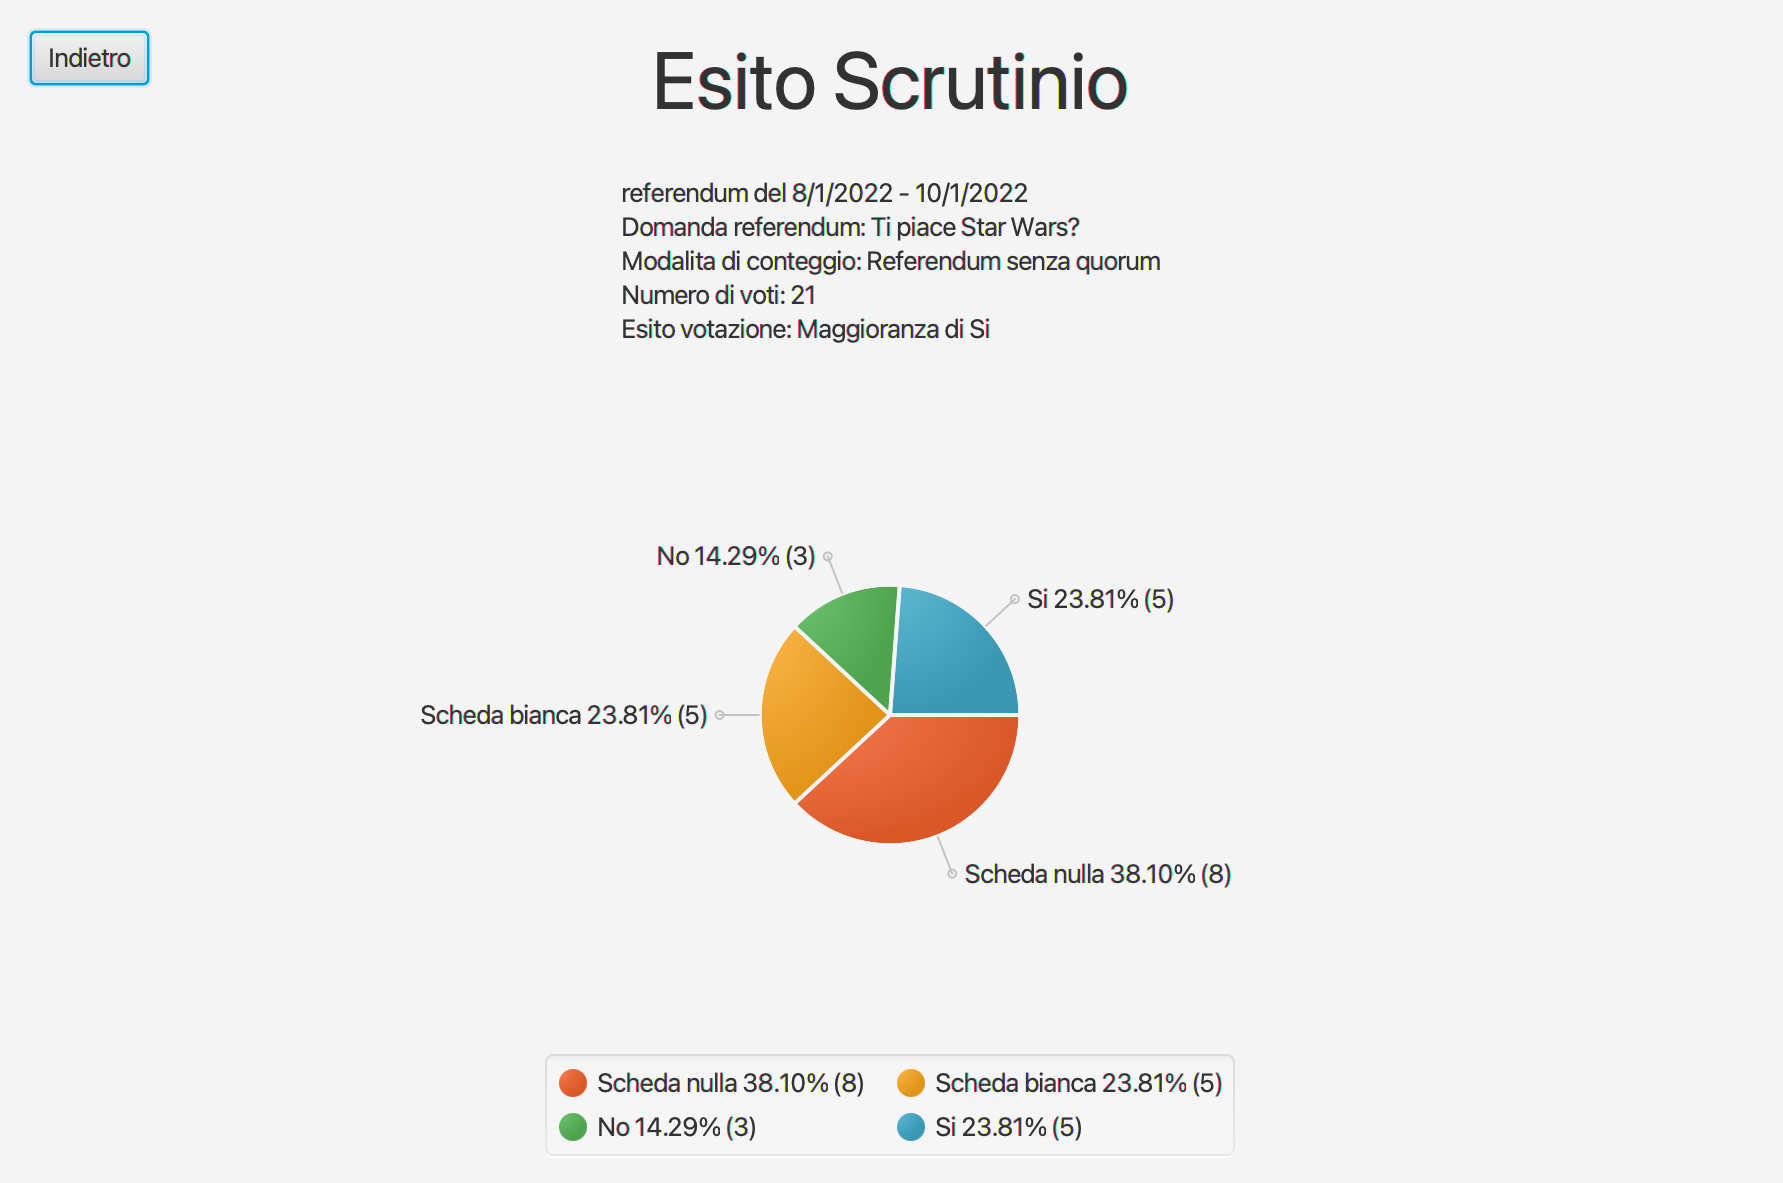 Indietro
Esito Scrutinio
referendum del 8/1/2022 - 10/1/2022
Domanda referendum: Ti piace Star Wars?
Modalita di conteggio: Referendum senza quorum
Numero di voti: 21
Esito votazione: Maggioranza di Si
No 14.29% (3)
Si 23.81% (5)
Scheda bianca 23.81% (5)
Scheda nulla 38.10% (8)
Scheda nulla 38.10% (8)
Scheda bianca 23.81% (5)
No 14.29% (3)
Si 23.81% (5)